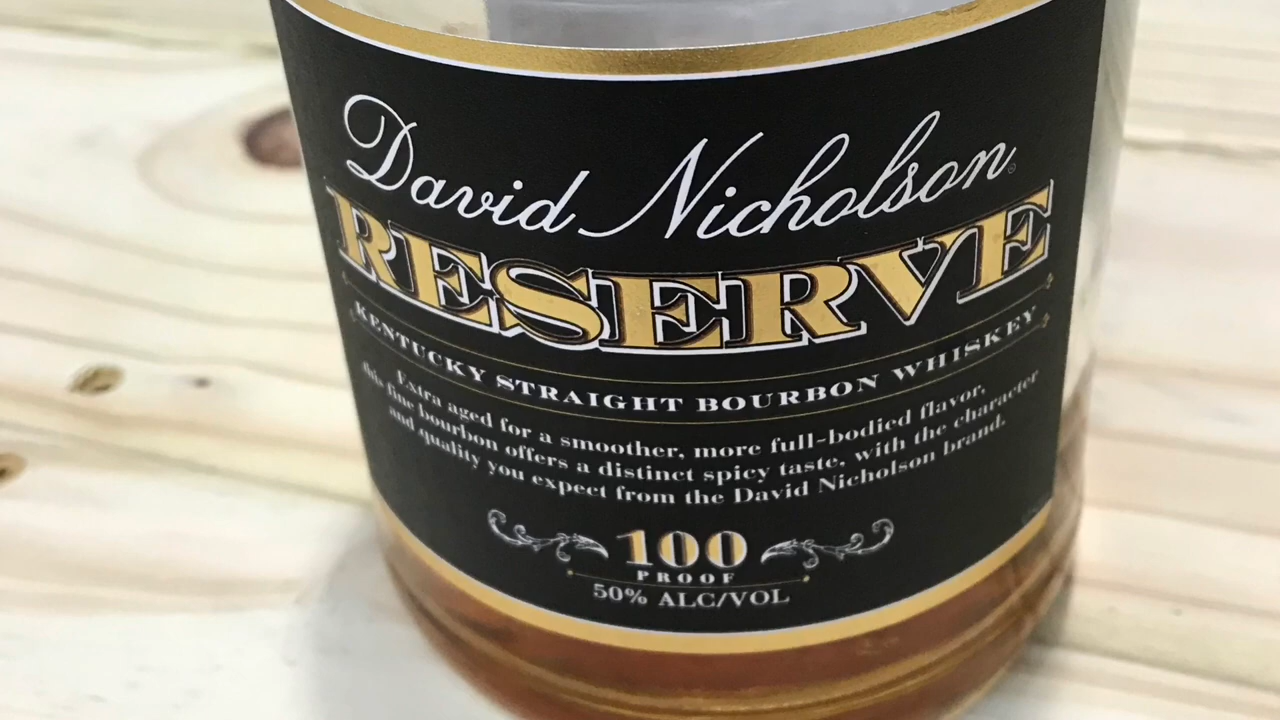 David Nicholson
RESERVE
KENTUCKY STRAIGHT BOURBON WHISKEY
Extra aged for a smoother, more full-bodied flavor,
this fine bourbon offers a distinct spicy taste, with the character
and quality you expect from the David Nicholson brand.
100
PROOF
50% ALC/VOL